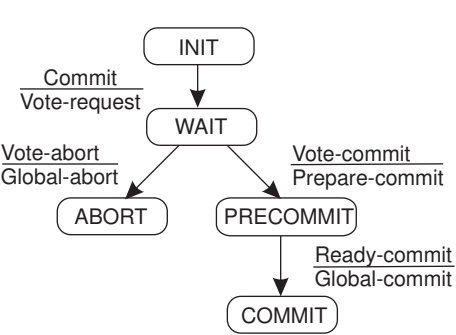 INIT
Commit
Vote-request
WAIT
Vote-abort
Global-abort
Vote-commit
Prepare-commit
ABORT
PRECOMMIT
Ready-commit
Global-commit
COMMIT